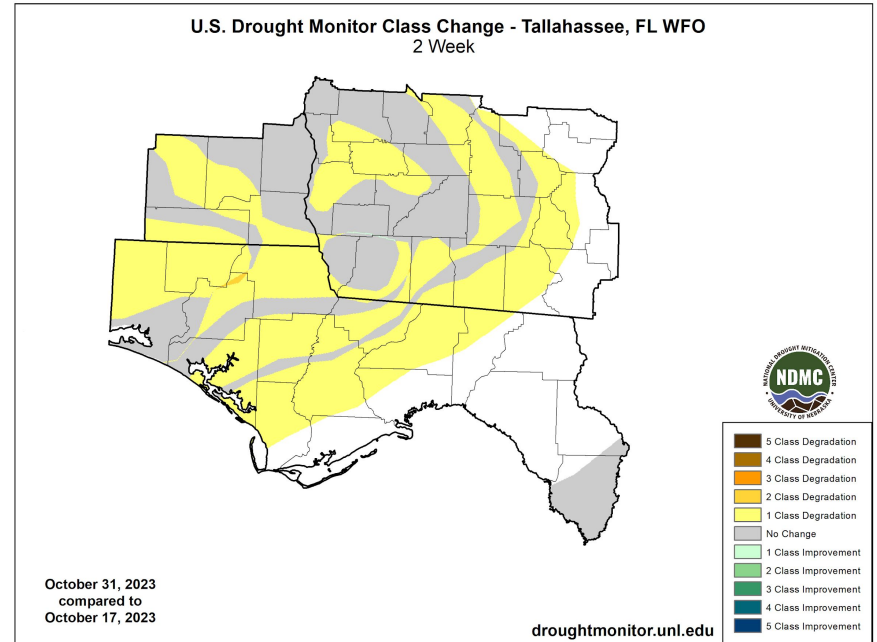 U.S. Drought Monitor Class Change - Tallahassee, FL WFO
2 Week
NATIONAL DROUGHT MITIGATION CENTER
NDMC
UNIVERSITY OF NEBRASKA
5 Class Degradation
4 Class Degradation
3 Class Degradation
2 Class Degradation
1 Class Degradation
No Change
1 Class Improvement
2 Class Improvement
3 Class Improvement
4 Class Improvement
5 Class Improvement
October 31, 2023
compared to
October 17, 2023
droughtmonitor.unl.edu